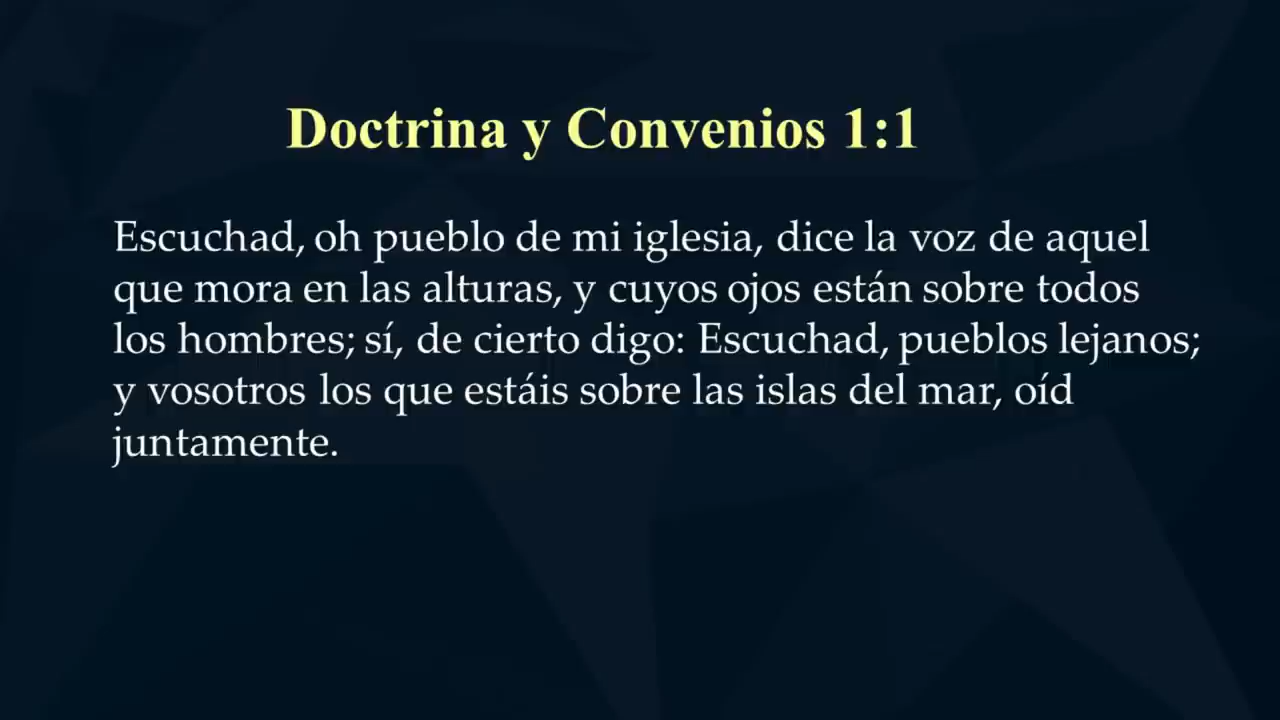 Doctrina y Convenios 1:1
Escuchad, oh pueblo de mi iglesia, dice la voz de aquel
que mora en las alturas, y cuyos ojos están sobre todos
los hombres; sí, de cierto digo: Escuchad, pueblos lejanos;
y vosotros los que estáis sobre las islas del mar, oíd
juntamente.